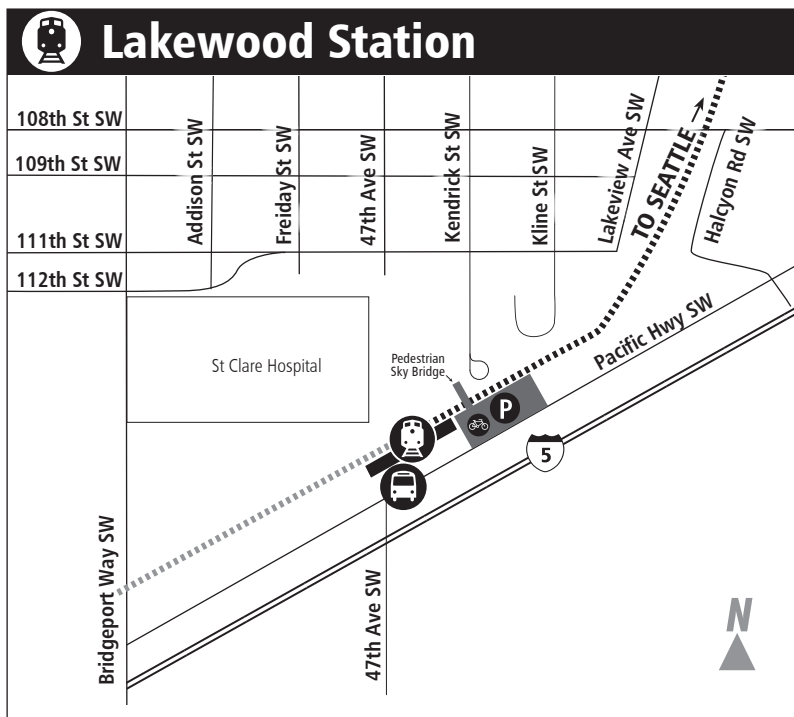 Lakewood Station
108th St SW
109th St SW
111th St SW
112th St SW
Addison St SW
Freiday St SW
47th Ave SW
Kendrick St SW
Kline St SW
Lakeview Ave SW
TO SEATTLE
Halcyon Rd SW
St Clare Hospital
Pedestrian
Sky Bridge
Pacific Hwy SW
P
5
Bridgeport Way SW
47th Ave SW
N